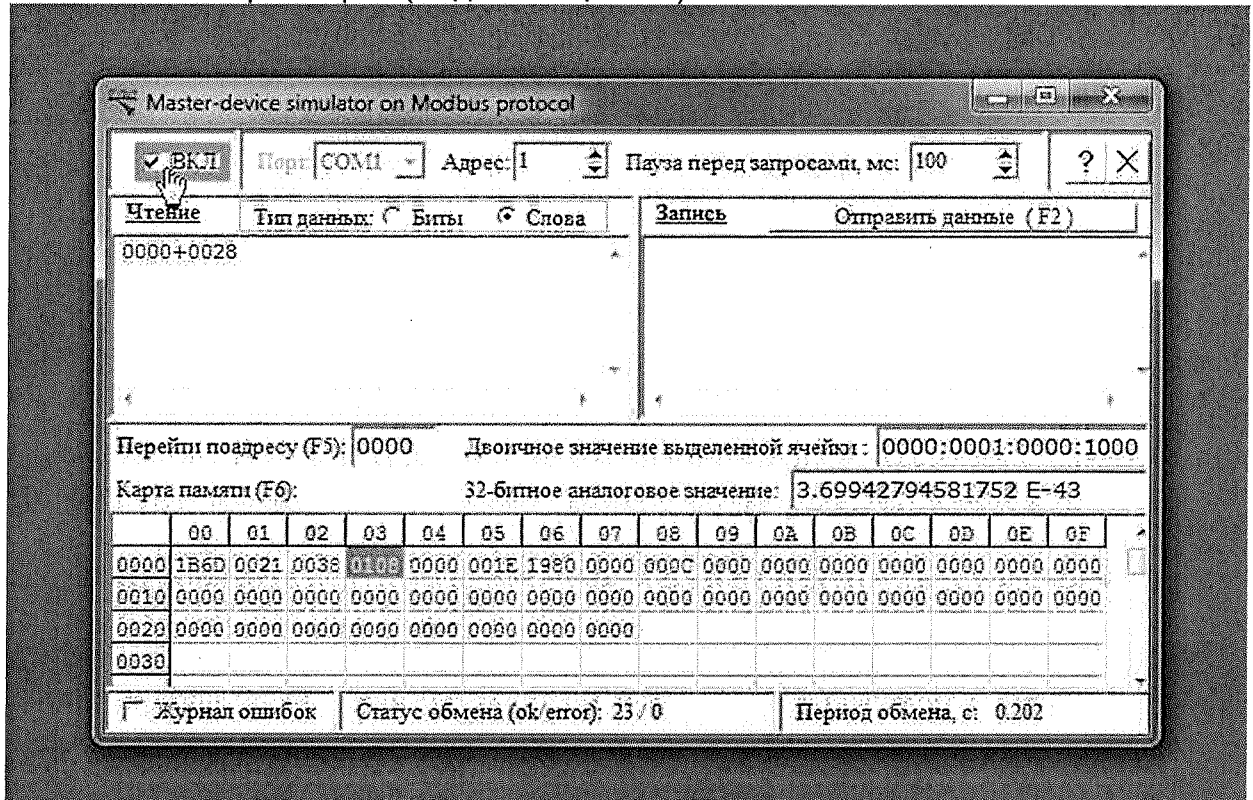 Master-device simulator on Modbus protocol
ВКЛ Порт: COM1 Адрес: 1 Пауза перед запросами, мс: 100 ? X
Чтение Тип данных: Биты Слова Запись Отправить данные (F2)
0000+0028
Перейти поадресу (F5): 0000 Двоичное значение выделенной ячейки: 0000:0001:0000:1000
Карта памяти (F6): 32-битное аналоговое значение: 3.69942794581752 E-43
00 01 02 03 04 05 06 07 08 09 0A 0B 0C 0D 0E 0F
0000 1B6D 0021 0038 0108 0000 001E 1980 0000 000C 0000 0000 0000 0000 0000 0000 0000
0010 0000 0000 0000 0000 0000 0000 0000 0000 0000 0000 0000 0000 0000 0000 0000 0000
0020 0000 0000 0000 0000 0000 0000 0000 0000
0030
Журнал ошибок Статус обмена (ok/error): 23 / 0 Период обмена, с: 0.202